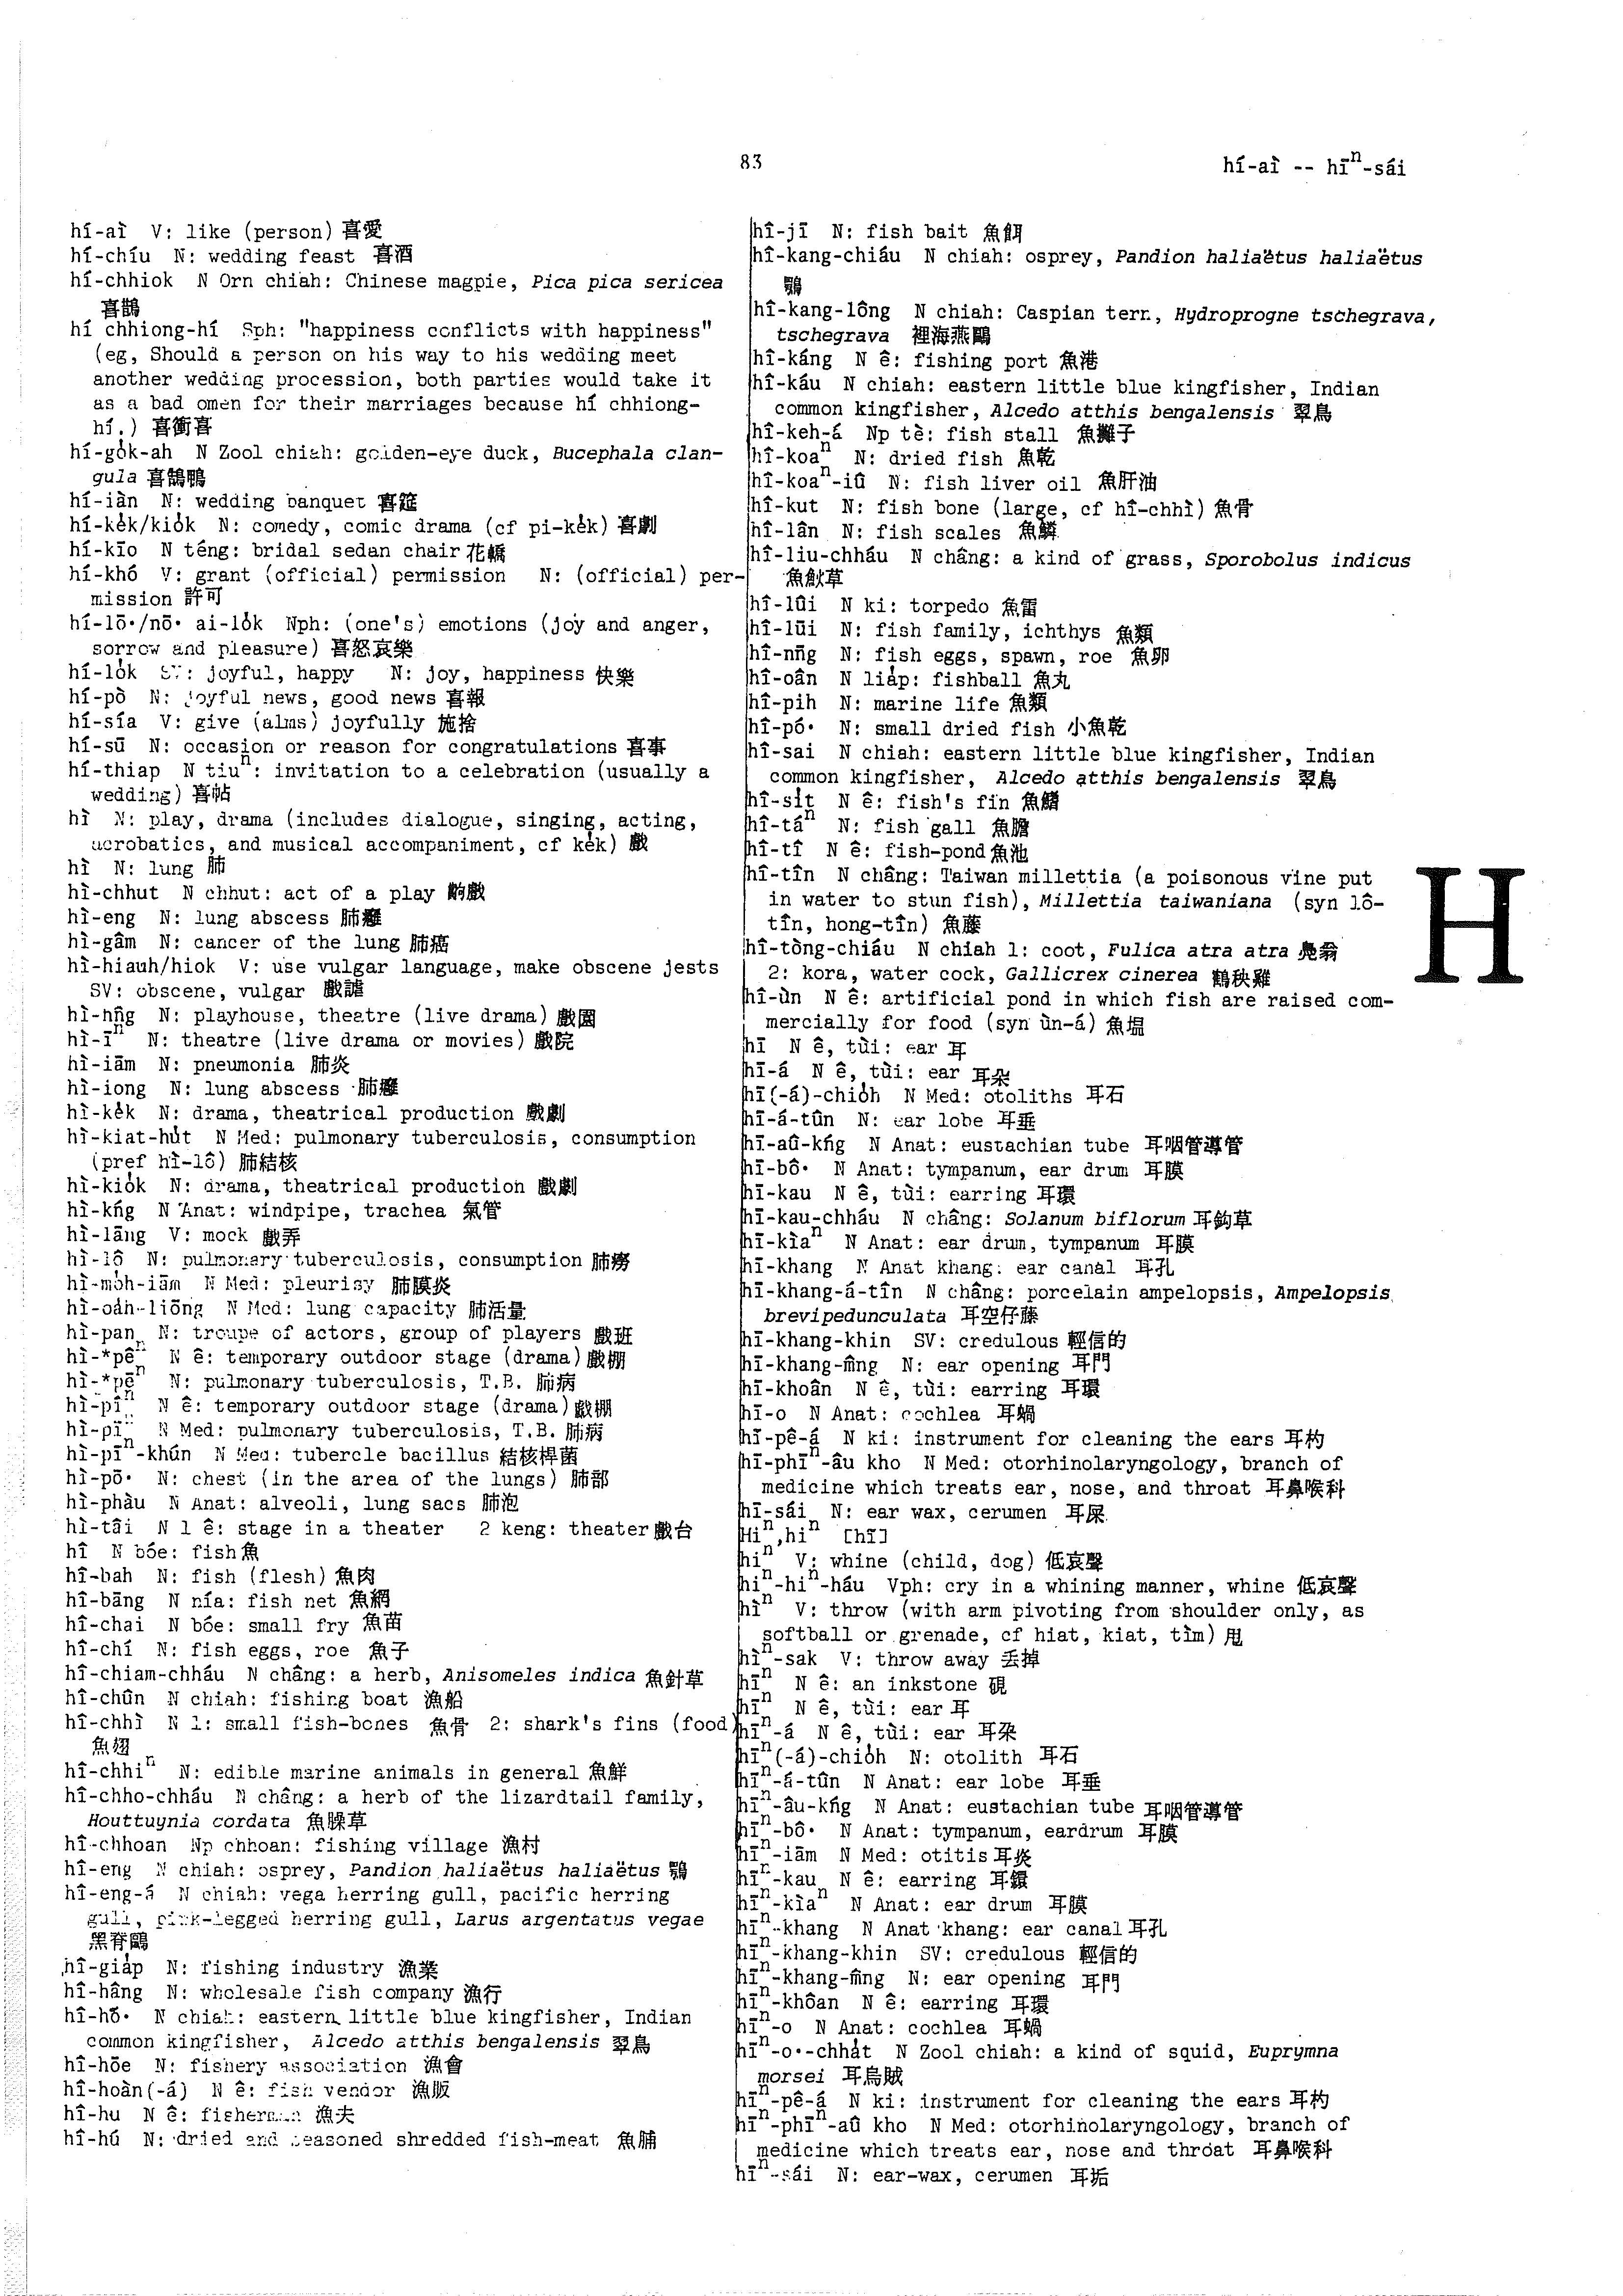 83
hí-aì -- hīⁿ-sái
hí-aì V: like (person) 喜愛
hí-chíu N: wedding feast 喜酒
hí-chhiok N Orn chiah: Chinese magpie, Pica pica sericea
喜鵲
hí chhiong-hí Sph: "happiness conflicts with happiness"
(eg, Should a person on his way to his wedding meet
another wedding procession, both parties would take it
as a bad omen for their marriages because hí chhiong-
hí.) 喜衝喜
hí-go̍k-ah N Zool chiah: golden-eye duck, Bucephala clan-
gula 喜鵠鴨
hí-iàn N: wedding banquet 喜筵
hí-ke̍k/kio̍k N: comedy, comic drama (cf pi-ke̍k) 喜劇
hí-kīo N téng: bridal sedan chair 花轎
hí-khó V: grant (official) permission N: (official) per-
mission 許可
hí-lō·/nō· ai-lo̍k Nph: (one's) emotions (joy and anger,
sorrow and pleasure) 喜怒哀樂
hí-lo̍k SV: joyful, happy N: joy, happiness 快樂
hí-pò N: joyful news, good news 喜報
hí-sía V: give (alms) joyfully 施捨
hí-sū N: occasion or reason for congratulations 喜事
hí-thiap N tiuⁿ: invitation to a celebration (usually a
wedding) 喜帖
hì N: play, drama (includes dialogue, singing, acting,
acrobatics, and musical accompaniment, cf ke̍k) 戲
hì N: lung 肺
hì-chhut N chhut: act of a play 齣戲
hì-eng N: lung abscess 肺癰
hì-gâm N: cancer of the lung 肺癌
hì-hiauh/hiok V: use vulgar language, make obscene jests
SV: obscene, vulgar 戲謔
hì-hn̂g N: playhouse, theatre (live drama) 戲園
hì-īⁿ N: theatre (live drama or movies) 戲院
hì-iām N: pneumonia 肺炎
hì-iong N: lung abscess 肺癰
hì-ke̍k N: drama, theatrical production 戲劇
hì-kiat-hu̍t N Med: pulmonary tuberculosis, consumption
(pref hì-lô) 肺結核
hì-kio̍k N: drama, theatrical production 戲劇
hì-kńg N Anat: windpipe, trachea 氣管
hì-lāng V: mock 戲弄
hì-lô N: pulmonary tuberculosis, consumption 肺癆
hì-mo̍h-iām N Med: pleurisy 肺膜炎
hì-oa̍h-liōng N Med: lung capacity 肺活量
hì-pan N: troupe of actors, group of players 戲班
hì-*pêⁿ N ê: temporary outdoor stage (drama) 戲棚
hì-*pēⁿ N: pulmonary tuberculosis, T.B. 肺病
hì-pîⁿ N ê: temporary outdoor stage (drama) 戲棚
hì-pīⁿ N Med: pulmonary tuberculosis, T.B. 肺病
hì-pīⁿ-khún N Med: tubercle bacillus 結核桿菌
hì-pō· N: chest (in the area of the lungs) 肺部
hì-phàu N Anat: alveoli, lung sacs 肺泡
hì-tâi N 1 ê: stage in a theater 2 keng: theater 戲台
hî N bóe: fish 魚
hî-bah N: fish (flesh) 魚肉
hî-bāng N nía: fish net 魚網
hî-chai N bóe: small fry 魚苗
hî-chí N: fish eggs, roe 魚子
hî-chiam-chháu N châng: a herb, Anisomeles indica 魚針草
hî-chûn N chiah: fishing boat 漁船
hî-chhì N 1: small fish-bones 魚骨 2: shark's fins (food)
魚翅
hî-chhiⁿ N: edible marine animals in general 魚鮮
hî-chho-chháu N châng: a herb of the lizardtail family,
Houttuynia cordata 魚臊草
hî-chhoan Np chhoan: fishing village 漁村
hî-eng N chiah: osprey, Pandion haliaëtus haliaëtus 鶚
hî-eng-á N chiah: vega herring gull, pacific herring
gull, pink-legged herring gull, Larus argentatus vegae
黑脊鷗
hî-gia̍p N: fishing industry 漁業
hî-hâng N: wholesale fish company 漁行
hî-hô· N chiah: eastern little blue kingfisher, Indian
common kingfisher, Alcedo atthis bengalensis 翠鳥
hî-hōe N: fishery association 漁會
hî-hoàn(-á) N ê: fish vendor 漁販
hî-hu N ê: fisherman 漁夫
hî-hú N: dried and seasoned shredded fish-meat 魚脯
hî-jī N: fish bait 魚餌
hî-kang-chiáu N chiah: osprey, Pandion haliaëtus haliaëtus
鶚
hî-kang-lông N chiah: Caspian tern, Hydroprogne tschegrava,
tschegrava 裡海燕鷗
hî-káng N ê: fishing port 魚港
hî-káu N chiah: eastern little blue kingfisher, Indian
common kingfisher, Alcedo atthis bengalensis 翠鳥
hî-keh-á Np tè: fish stall 魚攤子
hî-koaⁿ N: dried fish 魚乾
hî-koaⁿ-iû N: fish liver oil 魚肝油
hî-kut N: fish bone (large, cf hî-chhì) 魚骨
hî-lân N: fish scales 魚鱗
hî-liu-chháu N châng: a kind of grass, Sporobolus indicus
魚鰍草
hî-lûi N ki: torpedo 魚雷
hî-lūi N: fish family, ichthys 魚類
hî-nn̄g N: fish eggs, spawn, roe 魚卵
hî-oân N lia̍p: fishball 魚丸
hî-pih N: marine life 魚類
hî-pó· N: small dried fish 小魚乾
hî-sai N chiah: eastern little blue kingfisher, Indian
common kingfisher, Alcedo atthis bengalensis 翠鳥
hî-si̍t N ê: fish's fin 魚鰭
hî-táⁿ N: fish gall 魚膽
hî-tî N ê: fish-pond 魚池
hî-tîn N châng: Taiwan millettia (a poisonous vine put
in water to stun fish), Millettia taiwaniana (syn lô-
tîn, hong-tîn) 魚藤
hî-tòng-chiáu N chiah 1: coot, Fulica atra atra 鳧翁
2: kora, water cock, Gallicrex cinerea 鶴秧雞
hî-ùn N ê: artificial pond in which fish are raised com-
mercially for food (syn ùn-á) 魚塭
hī N ê, tùi: ear 耳
hī-á N ê, tùi: ear 耳朵
hī(-á)-chio̍h N Med: otoliths 耳石
hī-á-tûn N: ear lobe 耳垂
hī-aû-kńg N Anat: eustachian tube 耳咽管導管
hī-bô· N Anat: tympanum, ear drum 耳膜
hī-kau N ê, tùi: earring 耳環
hī-kau-chháu N châng: Solanum biflorum 耳鉤草
hī-kìaⁿ N Anat: ear drum, tympanum 耳膜
hī-khang N Anat khang: ear canal 耳孔
hī-khang-á-tîn N châng: porcelain ampelopsis, Ampelopsis
brevipedunculata 耳空仔藤
hī-khang-khin SV: credulous 輕信的
hī-khang-mn̂g N: ear opening 耳門
hī-khoân N ê, tùi: earring 耳環
hī-o N Anat: cochlea 耳蝸
hī-pê-á N ki: instrument for cleaning the ears 耳杓
hī-phīⁿ-âu kho N Med: otorhinolaryngology, branch of
medicine which treats ear, nose, and throat 耳鼻喉科
hī-sái N: ear wax, cerumen 耳屎
Hiⁿ,hiⁿ [hĩ]
hiⁿ V: whine (child, dog) 低哀聲
hiⁿ-hiⁿ-háu Vph: cry in a whining manner, whine 低哀聲
hìⁿ V: throw (with arm pivoting from shoulder only, as
softball or grenade, cf hiat, kiat, tìm) 甩
hìⁿ-sak V: throw away 丟掉
hīⁿ N ê: an inkstone 硯
hīⁿ N ê, tùi: ear 耳
hīⁿ-á N ê, tùi: ear 耳朵
hīⁿ(-á)-chio̍h N: otolith 耳石
hīⁿ-á-tûn N Anat: ear lobe 耳垂
hīⁿ-âu-kńg N Anat: eustachian tube 耳咽管導管
hīⁿ-bô· N Anat: tympanum, eardrum 耳膜
hīⁿ-iām N Med: otitis 耳炎
hīⁿ-kau N ê: earring 耳鐶
hīⁿ-kìaⁿ N Anat: ear drum 耳膜
hīⁿ-khang N Anat khang: ear canal 耳孔
hīⁿ-khang-khin SV: credulous 輕信的
hīⁿ-khang-mn̂g N: ear opening 耳門
hīⁿ-khôan N ê: earring 耳環
hīⁿ-o N Anat: cochlea 耳蝸
hīⁿ-o·-chha̍t N Zool chiah: a kind of squid, Euprymna
morsei 耳烏賊
hīⁿ-pê-á N ki: instrument for cleaning the ears 耳杓
hīⁿ-phīⁿ-aû kho N Med: otorhinolaryngology, branch of
medicine which treats ear, nose and throat 耳鼻喉科
hīⁿ-sái N: ear-wax, cerumen 耳垢
H